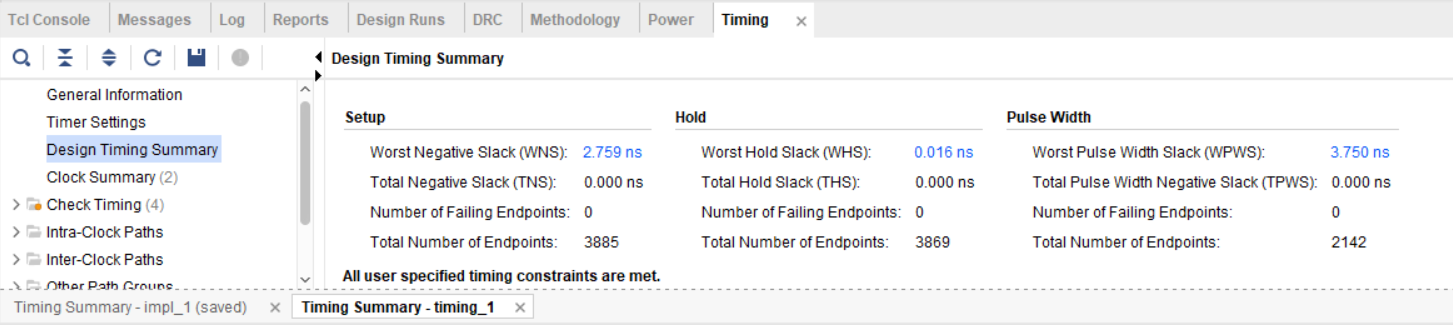 Tcl Console Messages Log Reports Design Runs DRC Methodology Power Timing ×
Design Timing Summary
General Information
Timer Settings
Design Timing Summary
Clock Summary (2)
Check Timing (4)
Intra-Clock Paths
Inter-Clock Paths
Other Path Groups
Setup Hold Pulse Width
Worst Negative Slack (WNS): 2.759 ns Worst Hold Slack (WHS): 0.016 ns Worst Pulse Width Slack (WPWS): 3.750 ns
Total Negative Slack (TNS): 0.000 ns Total Hold Slack (THS): 0.000 ns Total Pulse Width Negative Slack (TPWS): 0.000 ns
Number of Failing Endpoints: 0 Number of Failing Endpoints: 0 Number of Failing Endpoints: 0
Total Number of Endpoints: 3885 Total Number of Endpoints: 3869 Total Number of Endpoints: 2142
All user specified timing constraints are met.
Timing Summary - impl_1 (saved) × Timing Summary - timing_1 ×